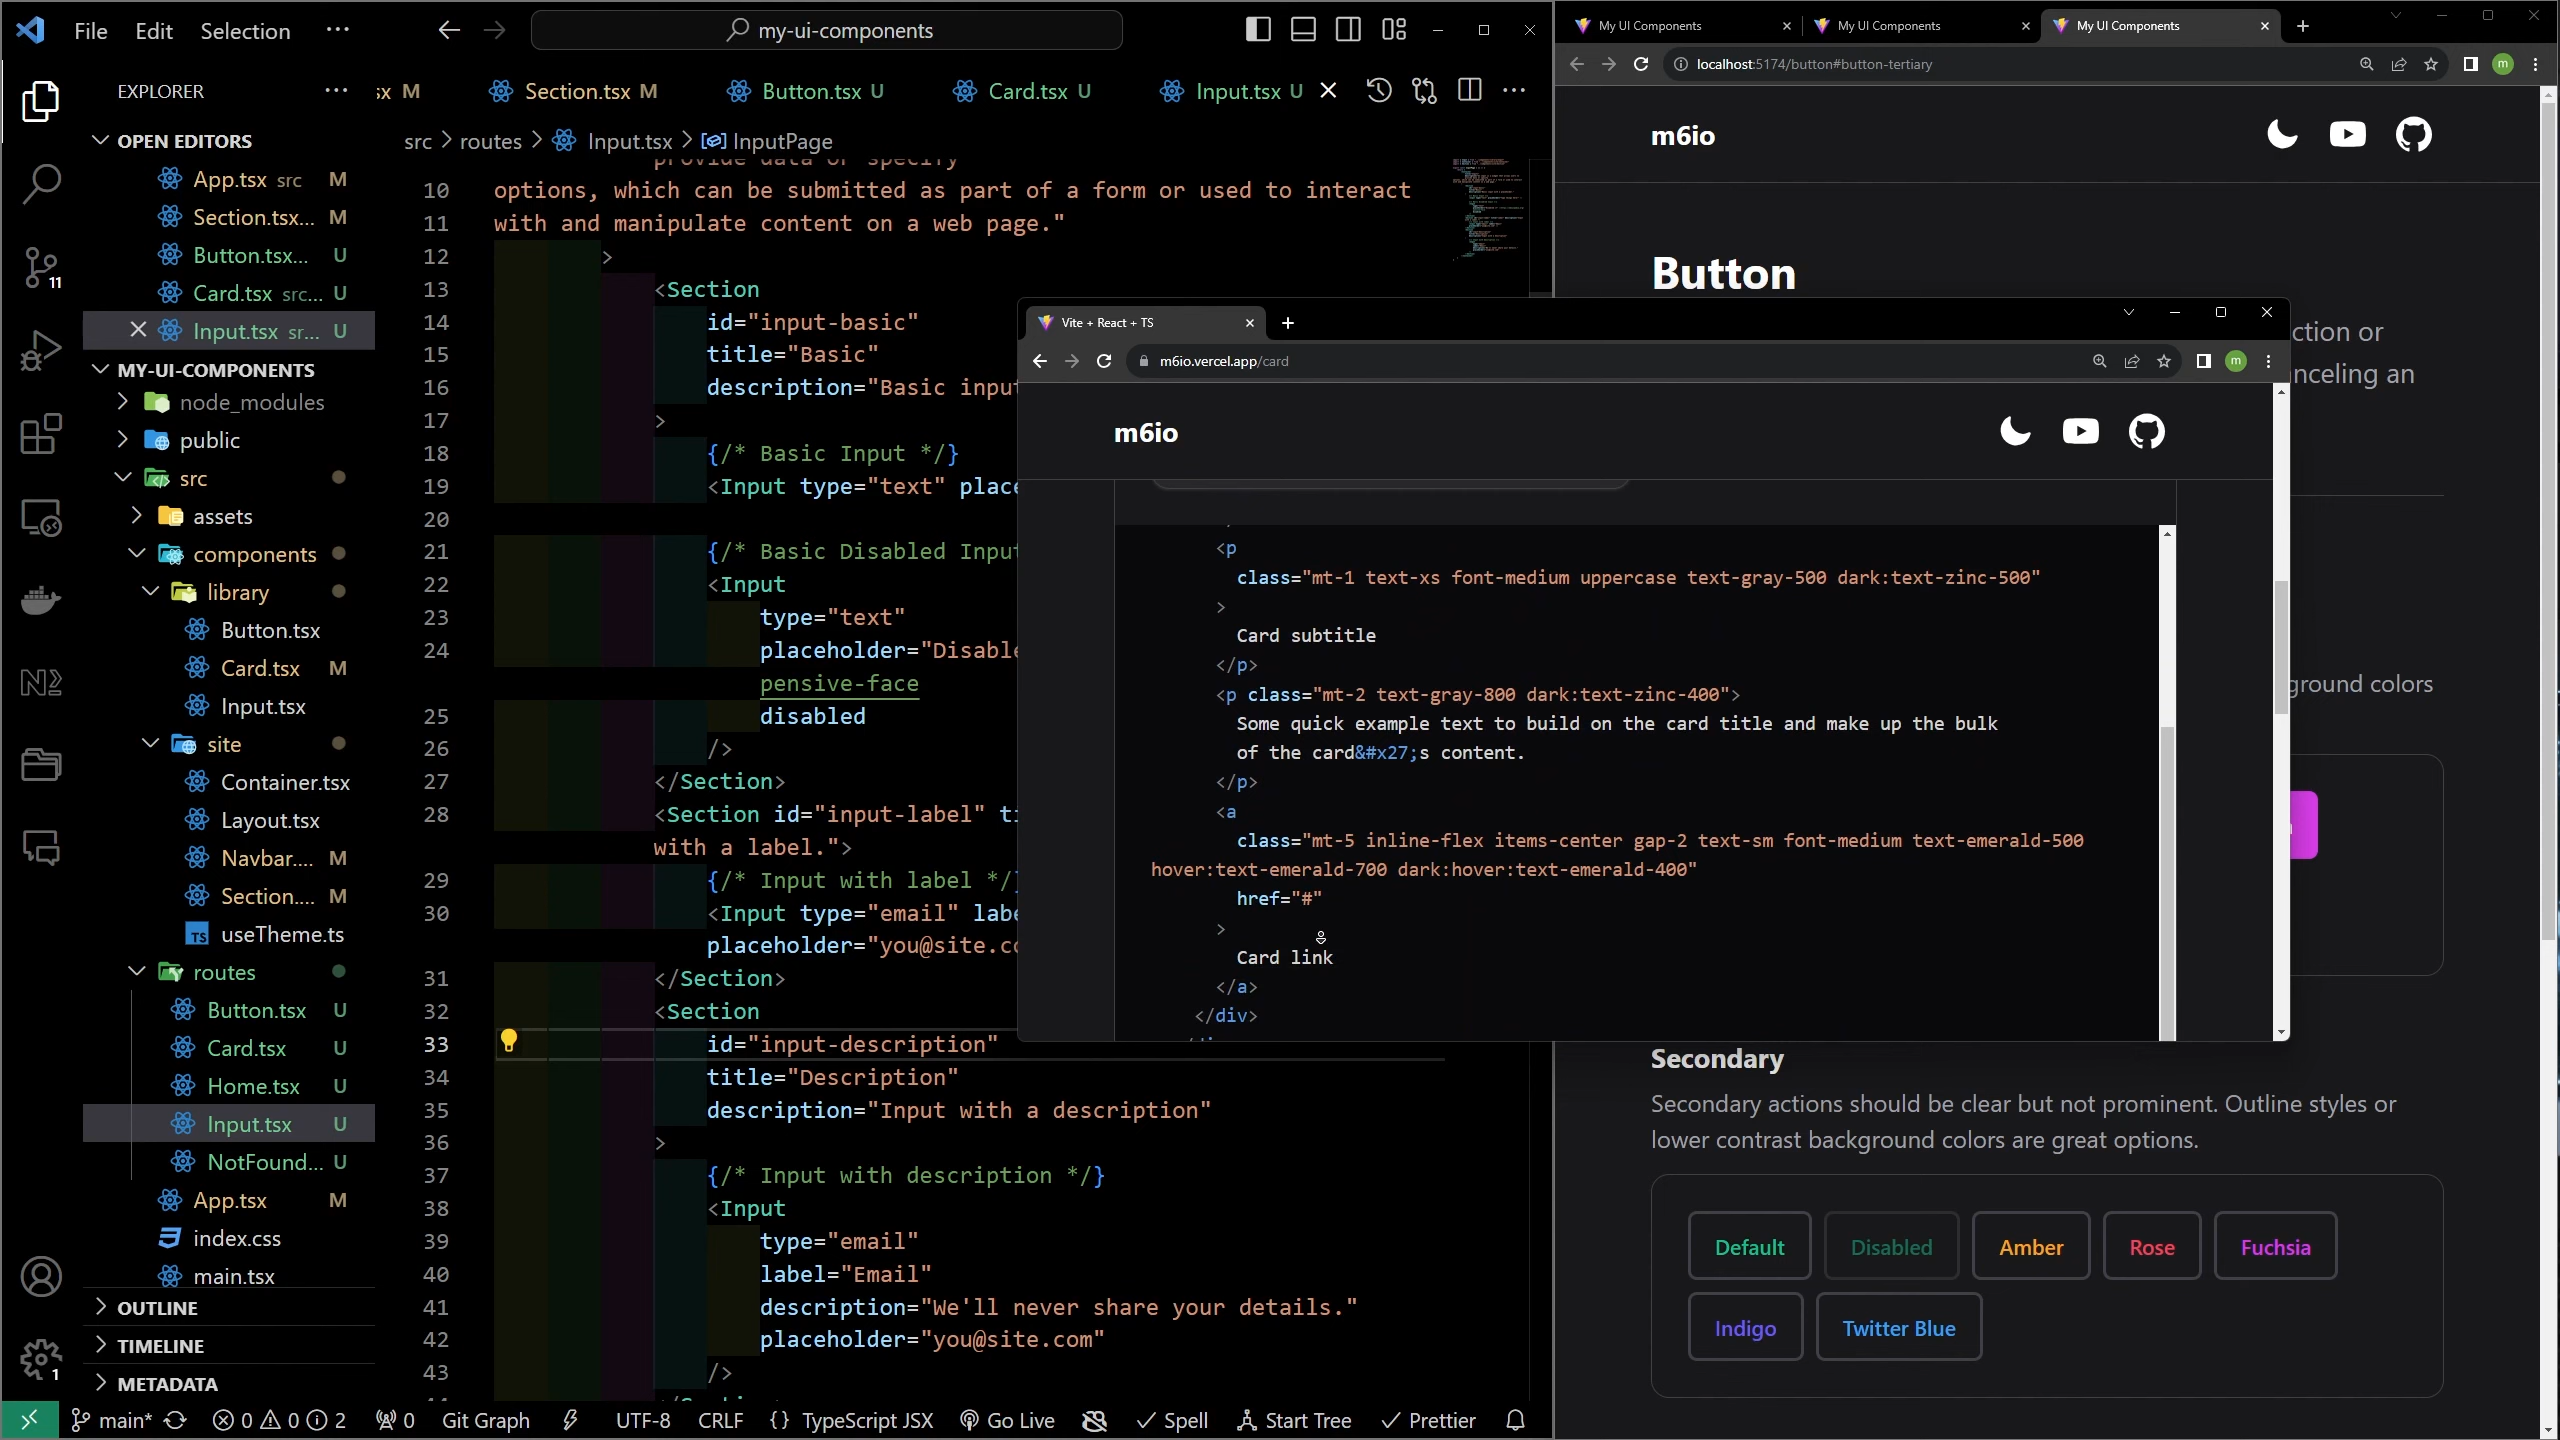 File Edit Selection ···
my-ui-components
EXPLORER ···
OPEN EDITORS
App.tsx src M
Section.tsx... M
Button.tsx... U
Card.tsx src... U
Input.tsx sr... U
MY-UI-COMPONENTS
node_modules
public
src
assets
components
library
Button.tsx
Card.tsx M
Input.tsx
site
Container.tsx
Layout.tsx
Navbar.... M
Section.... M
TS useTheme.ts
routes
Button.tsx U
Card.tsx U
Home.tsx U
Input.tsx U
NotFound... U
App.tsx M
index.css
main.tsx
OUTLINE
TIMELINE
METADATA
11
1
sx M Section.tsx M Button.tsx U Card.tsx U Input.tsx U
src > routes > Input.tsx > InputPage
provide data or specify
10 options, which can be submitted as part of a form or used to interact
11 with and manipulate content on a web page."
12 >
13 <Section
14 id="input-basic"
15 title="Basic"
16 description="Basic input
17 >
18 {/* Basic Input */}
19 <Input type="text" place
20
21 {/* Basic Disabled Input
22 <Input
23 type="text"
24 placeholder="Disable
pensive-face
25 disabled
26 />
27 </Section>
28 <Section id="input-label" ti
with a label.">
29 {/* Input with label */}
30 <Input type="email" labe
placeholder="you@site.co
31 </Section>
32 <Section
33 id="input-description"
34 title="Description"
35 description="Input with a description"
36 >
37 {/* Input with description */}
38 <Input
39 type="email"
40 label="Email"
41 description="We'll never share your details."
42 placeholder="you@site.com"
43 />
main* 0 0 2 0 Git Graph UTF-8 CRLF {} TypeScript JSX Go Live Spell Start Tree Prettier
My UI Components My UI Components My UI Components
localhost:5174/button#button-tertiary m
m6io
Button
ction or
nceling an
ground colors
Secondary
Secondary actions should be clear but not prominent. Outline styles or
lower contrast background colors are great options.
Default Disabled Amber Rose Fuchsia
Indigo Twitter Blue
Vite + React + TS
m6io.vercel.app/card m
m6io
<p
class="mt-1 text-xs font-medium uppercase text-gray-500 dark:text-zinc-500"
>
Card subtitle
</p>
<p class="mt-2 text-gray-800 dark:text-zinc-400">
Some quick example text to build on the card title and make up the bulk
of the card&#x27;s content.
</p>
<a
class="mt-5 inline-flex items-center gap-2 text-sm font-medium text-emerald-500
hover:text-emerald-700 dark:hover:text-emerald-400"
href="#"
>
Card link
</a>
</div>